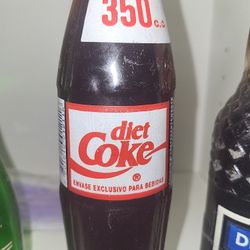 350 c.c.
diet
Coke
®
ENVASE EXCLUSIVO PARA BEBIDAS
D